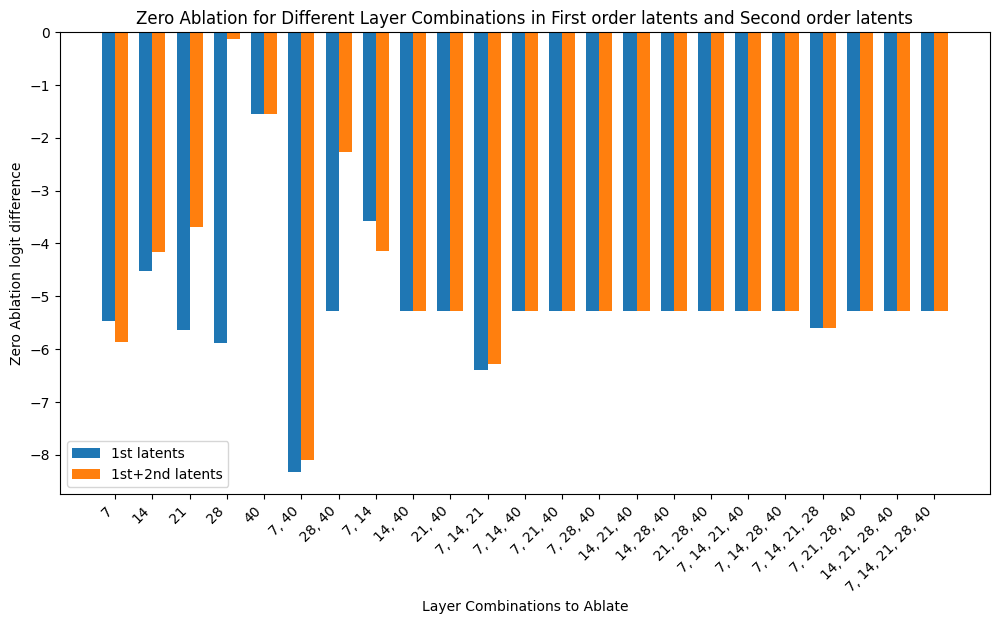 Zero Ablation for Different Layer Combinations in First order latents and Second order latents
Zero Ablation logit difference
0
−1
−2
−3
−4
−5
−6
−7
−8
1st latents
1st+2nd latents
7
14
21
28
40
7, 40
28, 40
7, 14
14, 40
21, 40
7, 14, 21
7, 14, 40
7, 21, 40
7, 28, 40
14, 21, 40
14, 28, 40
21, 28, 40
7, 14, 21, 40
7, 14, 28, 40
7, 14, 21, 28
7, 21, 28, 40
14, 21, 28, 40
7, 14, 21, 28, 40
Layer Combinations to Ablate